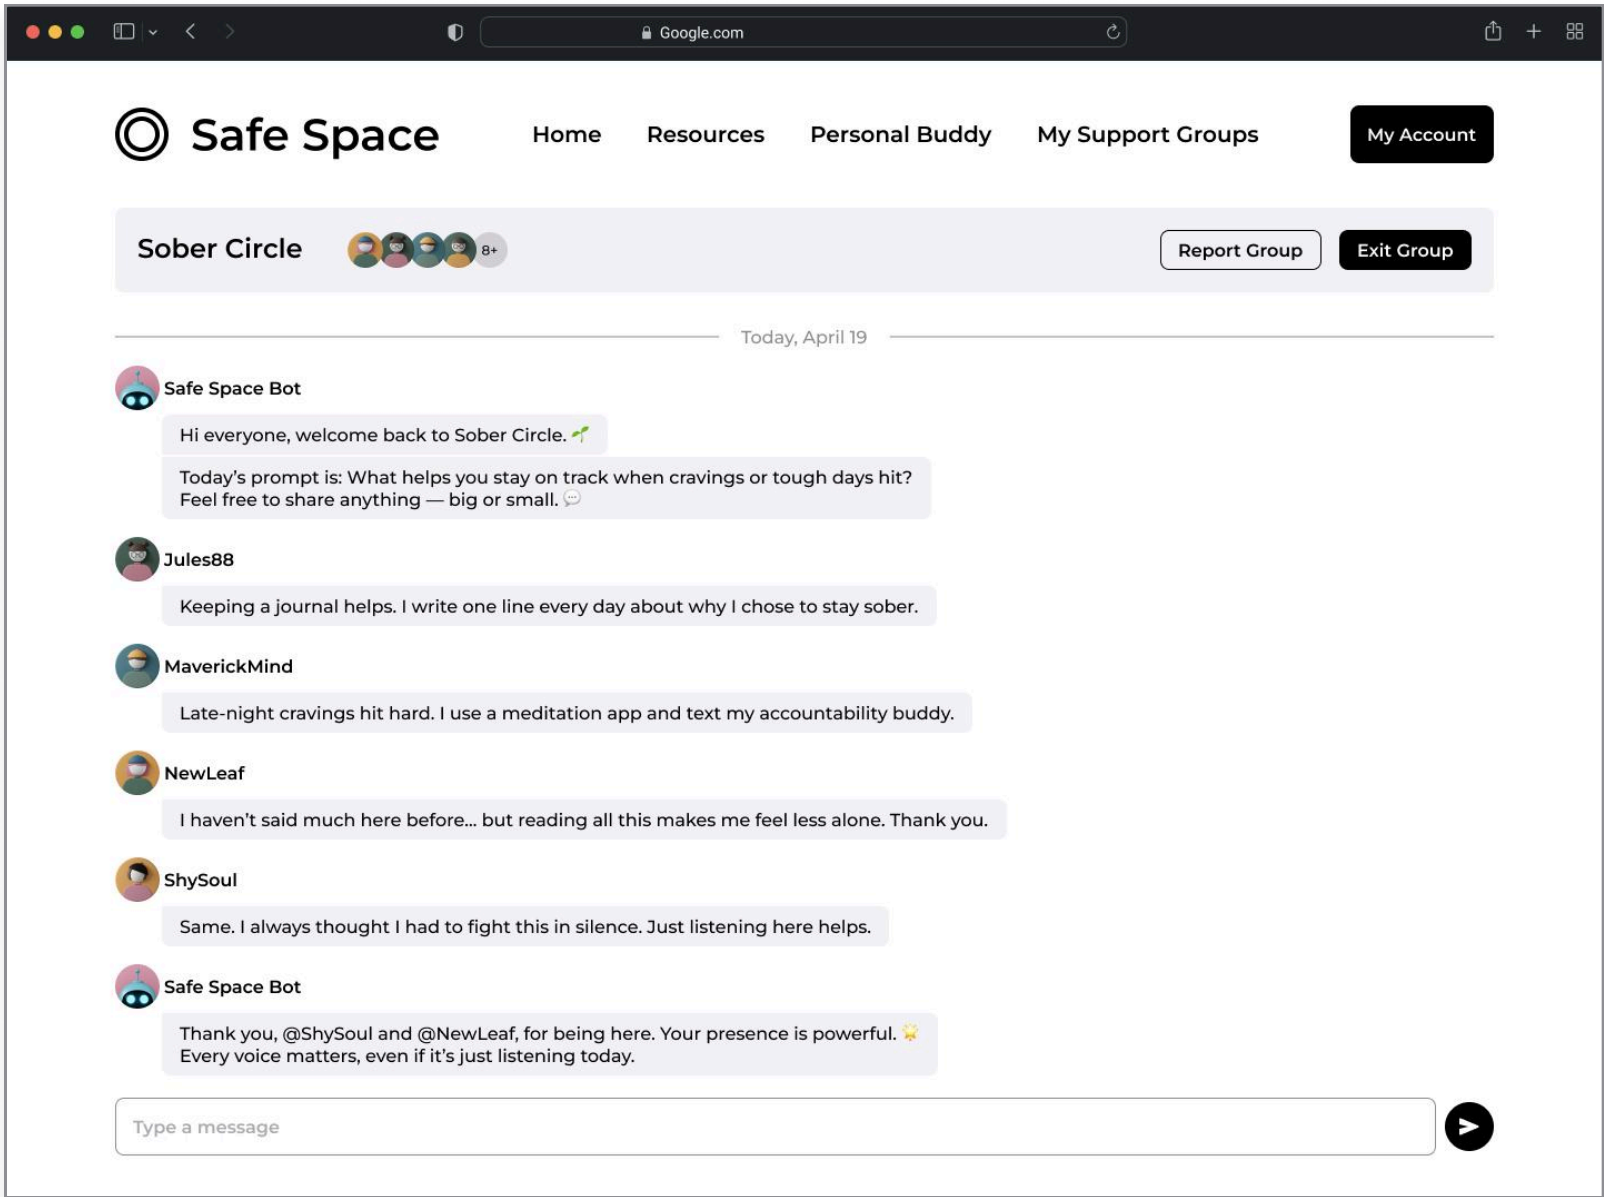 Google.com
Safe Space
Home
Resources
Personal Buddy
My Support Groups
My Account
Sober Circle
8+
Report Group
Exit Group
Today, April 19
Safe Space Bot
Hi everyone, welcome back to Sober Circle. 🌱
Today’s prompt is: What helps you stay on track when cravings or tough days hit?
Feel free to share anything — big or small. 💬
Jules88
Keeping a journal helps. I write one line every day about why I chose to stay sober.
MaverickMind
Late-night cravings hit hard. I use a meditation app and text my accountability buddy.
NewLeaf
I haven’t said much here before... but reading all this makes me feel less alone. Thank you.
ShySoul
Same. I always thought I had to fight this in silence. Just listening here helps.
Safe Space Bot
Thank you, @ShySoul and @NewLeaf, for being here. Your presence is powerful. 🌟
Every voice matters, even if it’s just listening today.
Type a message